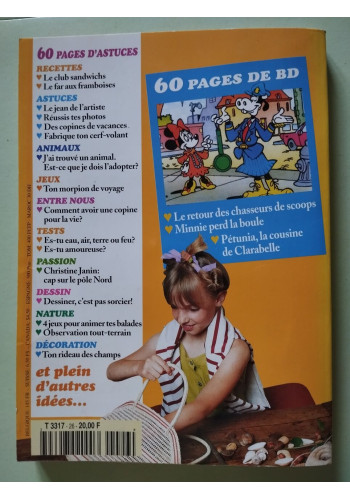 60 PAGES D'ASTUCES
RECETTES
♥ Le club sandwichs
♥ Le far aux framboises
ASTUCES
♥ Le jean de l'artiste
♥ Réussis tes photos
♥ Des copines de vacances
♥ Fabrique ton cerf-volant
ANIMAUX
♥ J'ai trouvé un animal.
Est-ce que je dois l'adopter?
JEUX
♥ Ton morpion de voyage
ENTRE NOUS
♥ Comment avoir une copine
pour la vie?
TESTS
♥ Es-tu eau, air, terre ou feu?
♥ Es-tu amoureuse?
PASSION
♥ Christine Janin:
cap sur le pôle Nord
DESSIN
♥ Dessiner, c'est pas sorcier!
NATURE
♥ 4 jeux pour animer tes balades
♥ Observation tout-terrain
DÉCORATION
♥ Ton rideau des champs
et plein
d'autres
idées...
T 3317 - 26 - 20,00 F
60 PAGES DE BD
♥ Le retour des chasseurs de scoops
♥ Minnie perd la boule
♥ Pétunia, la cousine
de Clarabelle